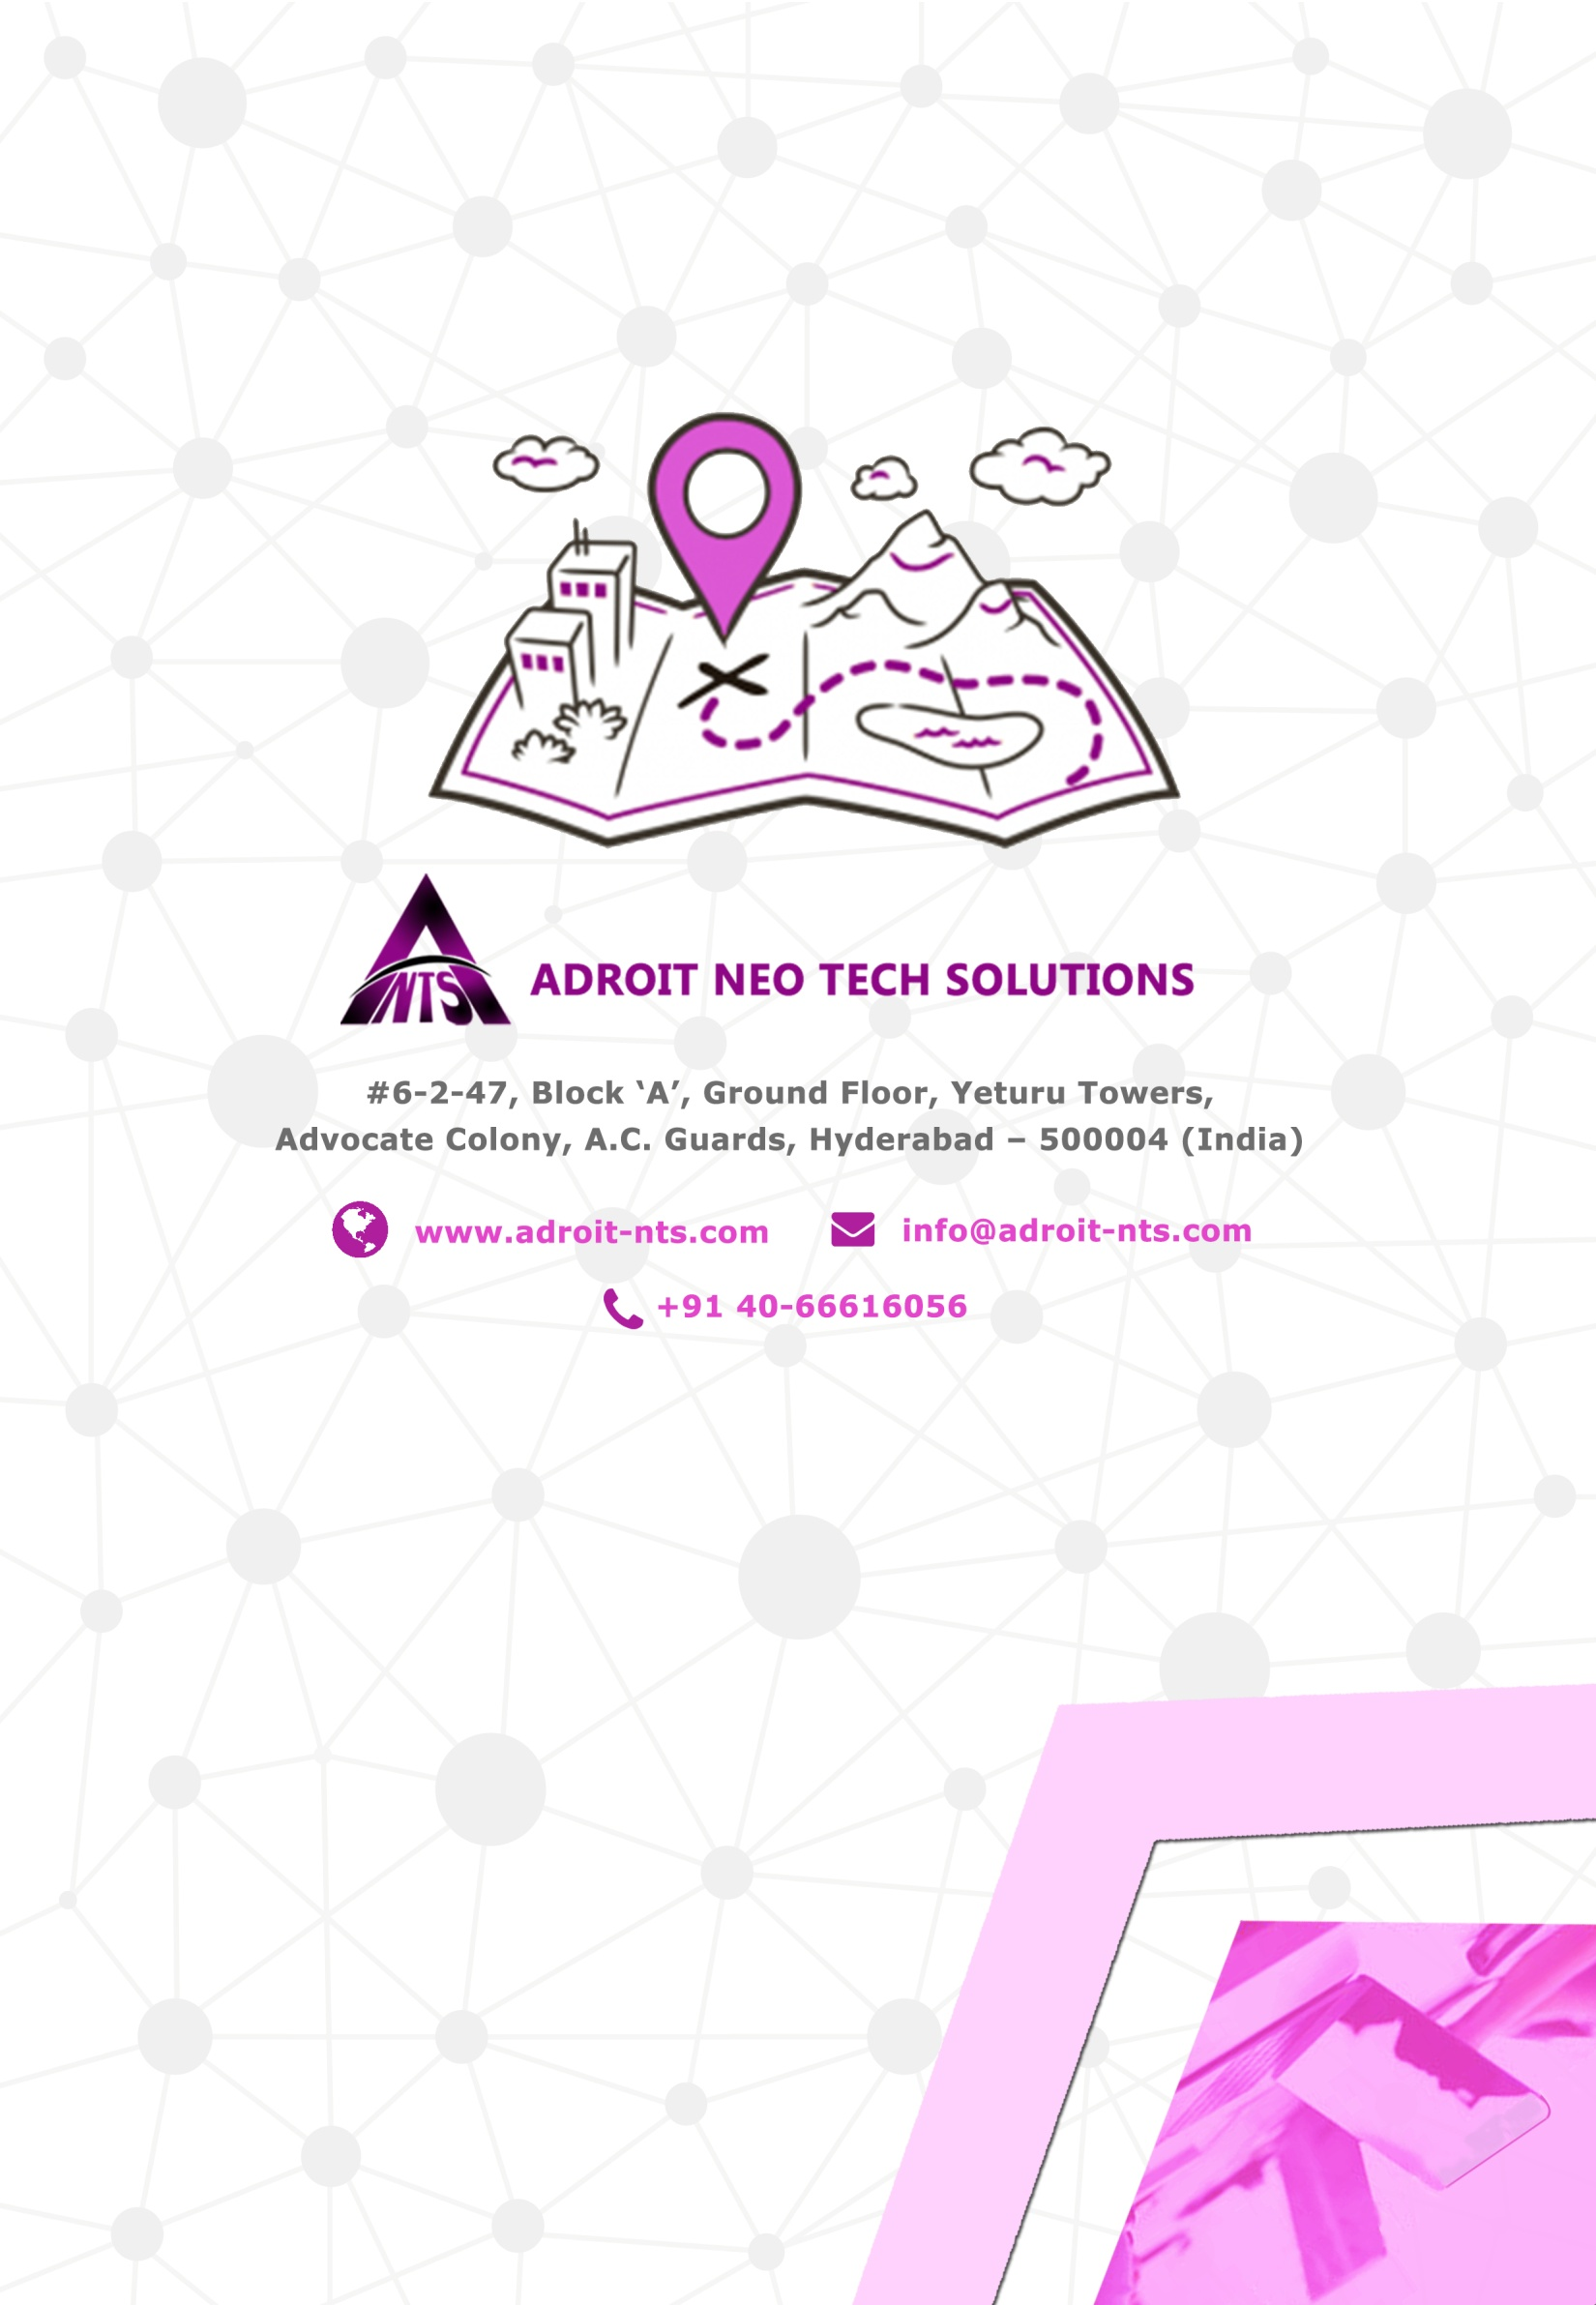 NTS
ADROIT NEO TECH SOLUTIONS
#6-2-47, Block ‘A’, Ground Floor, Yeturu Towers,
Advocate Colony, A.C. Guards, Hyderabad – 500004 (India)
www.adroit-nts.com
info@adroit-nts.com
+91 40-66616056